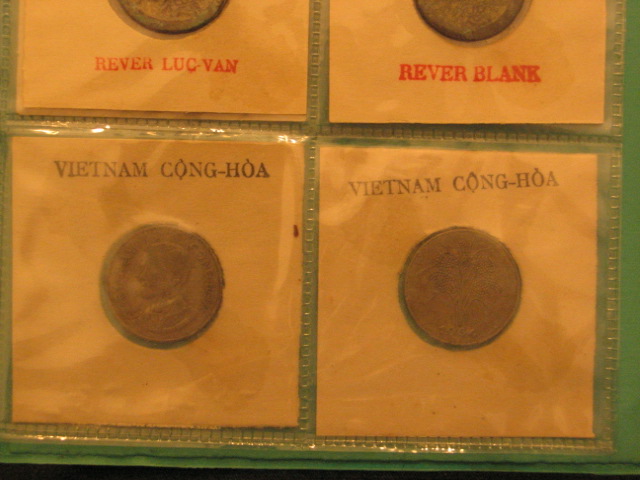 REVER LUC-VAN
REVER BLANK
VIETNAM CỘNG-HÒA
VIETNAM CỘNG-HÒA